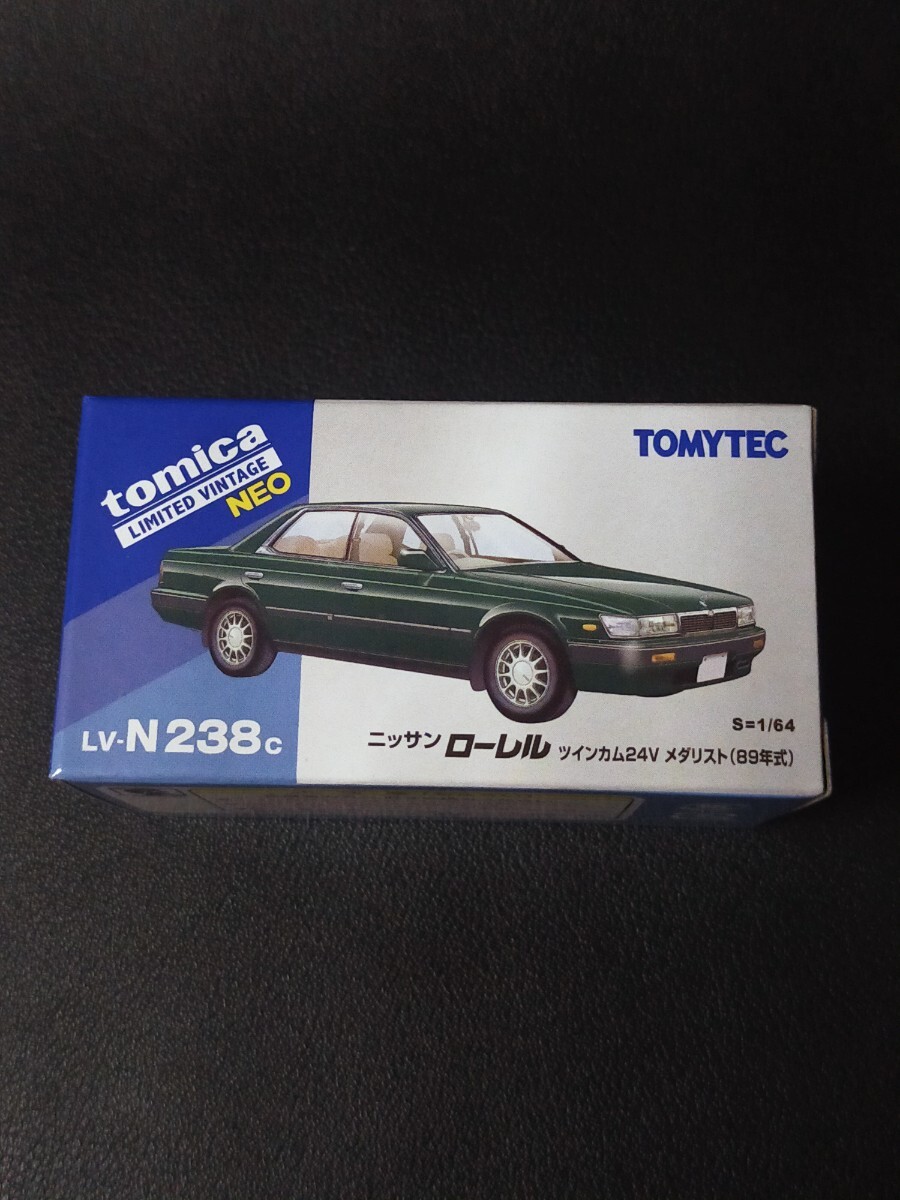 tomica
LIMITED VINTAGE
NEO
TOMYTEC
S=1/64
LV-N238c
ニッサン ローレル ツインカム24V メダリスト(89年式)